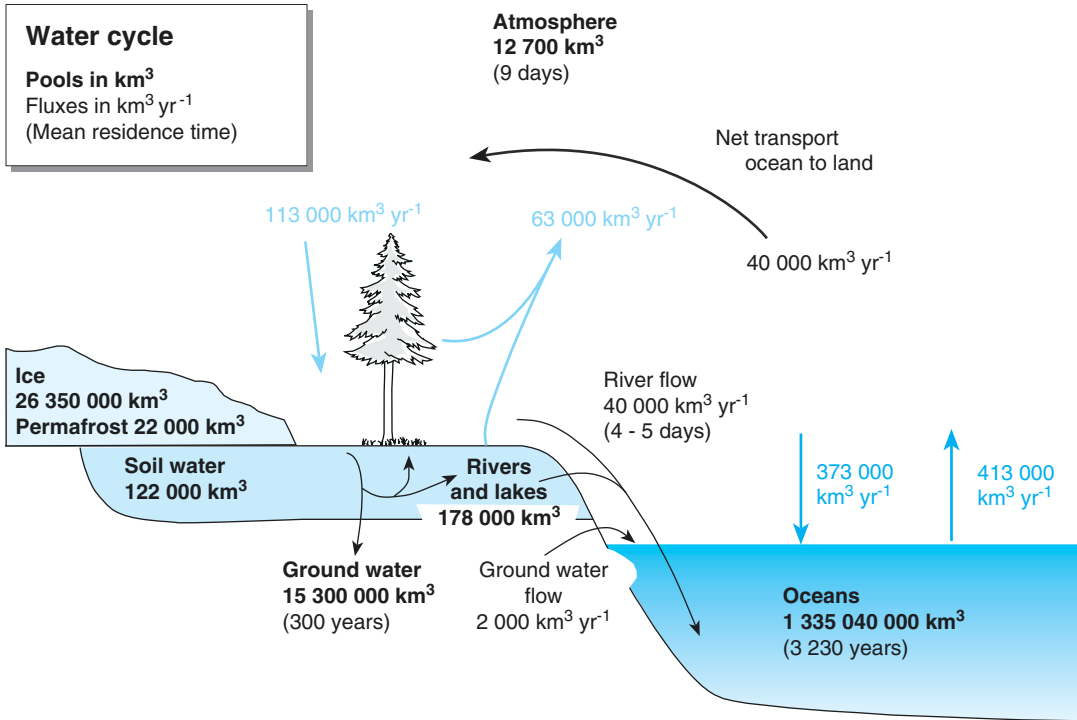 Water cycle
Pools in km³
Fluxes in km³ yr⁻¹
(Mean residence time)
Atmosphere
12 700 km³
(9 days)
Net transport
ocean to land
113 000 km³ yr⁻¹
63 000 km³ yr⁻¹
40 000 km³ yr⁻¹
Ice
26 350 000 km³
Permafrost 22 000 km³
River flow
40 000 km³ yr⁻¹
(4 - 5 days)
Soil water
122 000 km³
Rivers
and lakes
178 000 km³
373 000
km³ yr⁻¹
413 000
km³ yr⁻¹
Ground water
15 300 000 km³
(300 years)
Ground water
flow
2 000 km³ yr⁻¹
Oceans
1 335 040 000 km³
(3 230 years)